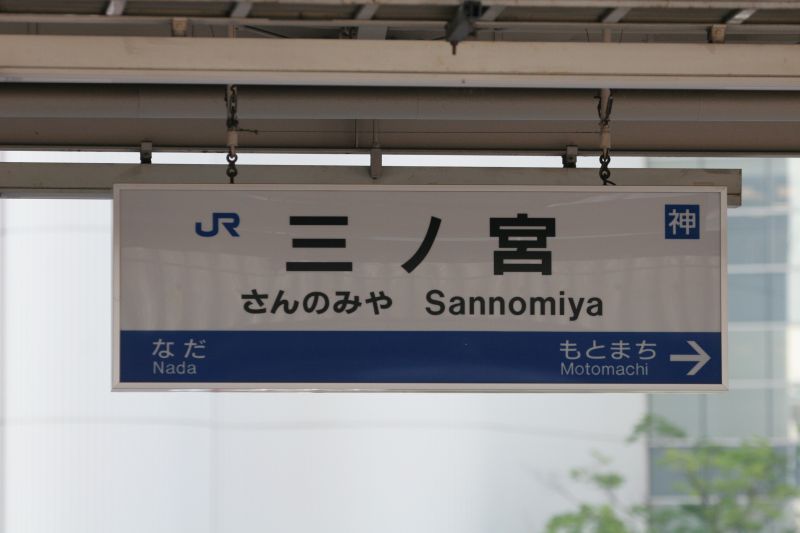 JR 三ノ宮 神
さんのみや Sannomiya
なだ もとまち →
Nada Motomachi